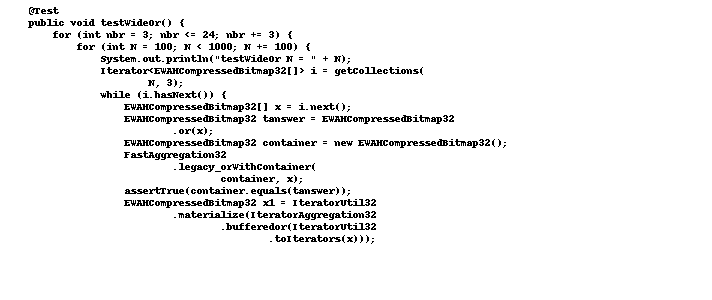 @Test
public void testWideOr() {
for (int nbr = 3; nbr <= 24; nbr += 3) {
for (int N = 100; N < 1000; N += 100) {
System.out.println("testWideOr N = " + N);
Iterator<EWAHCompressedBitmap32[]> i = getCollections(
N, 3);
while (i.hasNext()) {
EWAHCompressedBitmap32[] x = i.next();
EWAHCompressedBitmap32 tanswer = EWAHCompressedBitmap32
.or(x);
EWAHCompressedBitmap32 container = new EWAHCompressedBitmap32();
FastAggregation32
.legacy_orWithContainer(
container, x);
assertTrue(container.equals(tanswer));
EWAHCompressedBitmap32 x1 = IteratorUtil32
.materialize(IteratorAggregation32
.bufferedor(IteratorUtil32
.toIterators(x)));